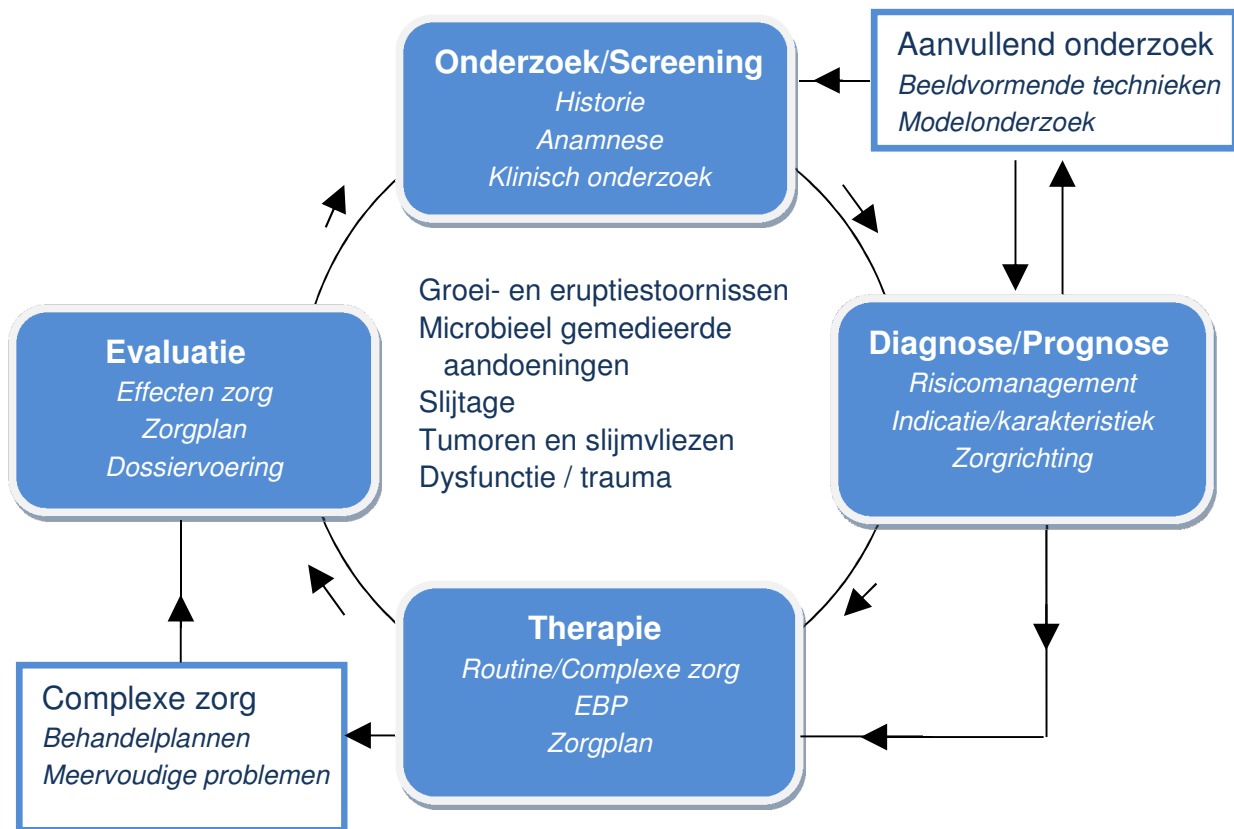 Onderzoek/Screening
Historie
Anamnese
Klinisch onderzoek
Aanvullend onderzoek
Beeldvormende technieken
Modelonderzoek
Groei- en eruptiestoornissen
Microbieel gemedieerde
aandoeningen
Slijtage
Tumoren en slijmvliezen
Dysfunctie / trauma
Evaluatie
Effecten zorg
Zorgplan
Dossiervoering
Diagnose/Prognose
Risicomanagement
Indicatie/karakteristiek
Zorgrichting
Therapie
Routine/Complexe zorg
EBP
Zorgplan
Complexe zorg
Behandelplannen
Meervoudige problemen